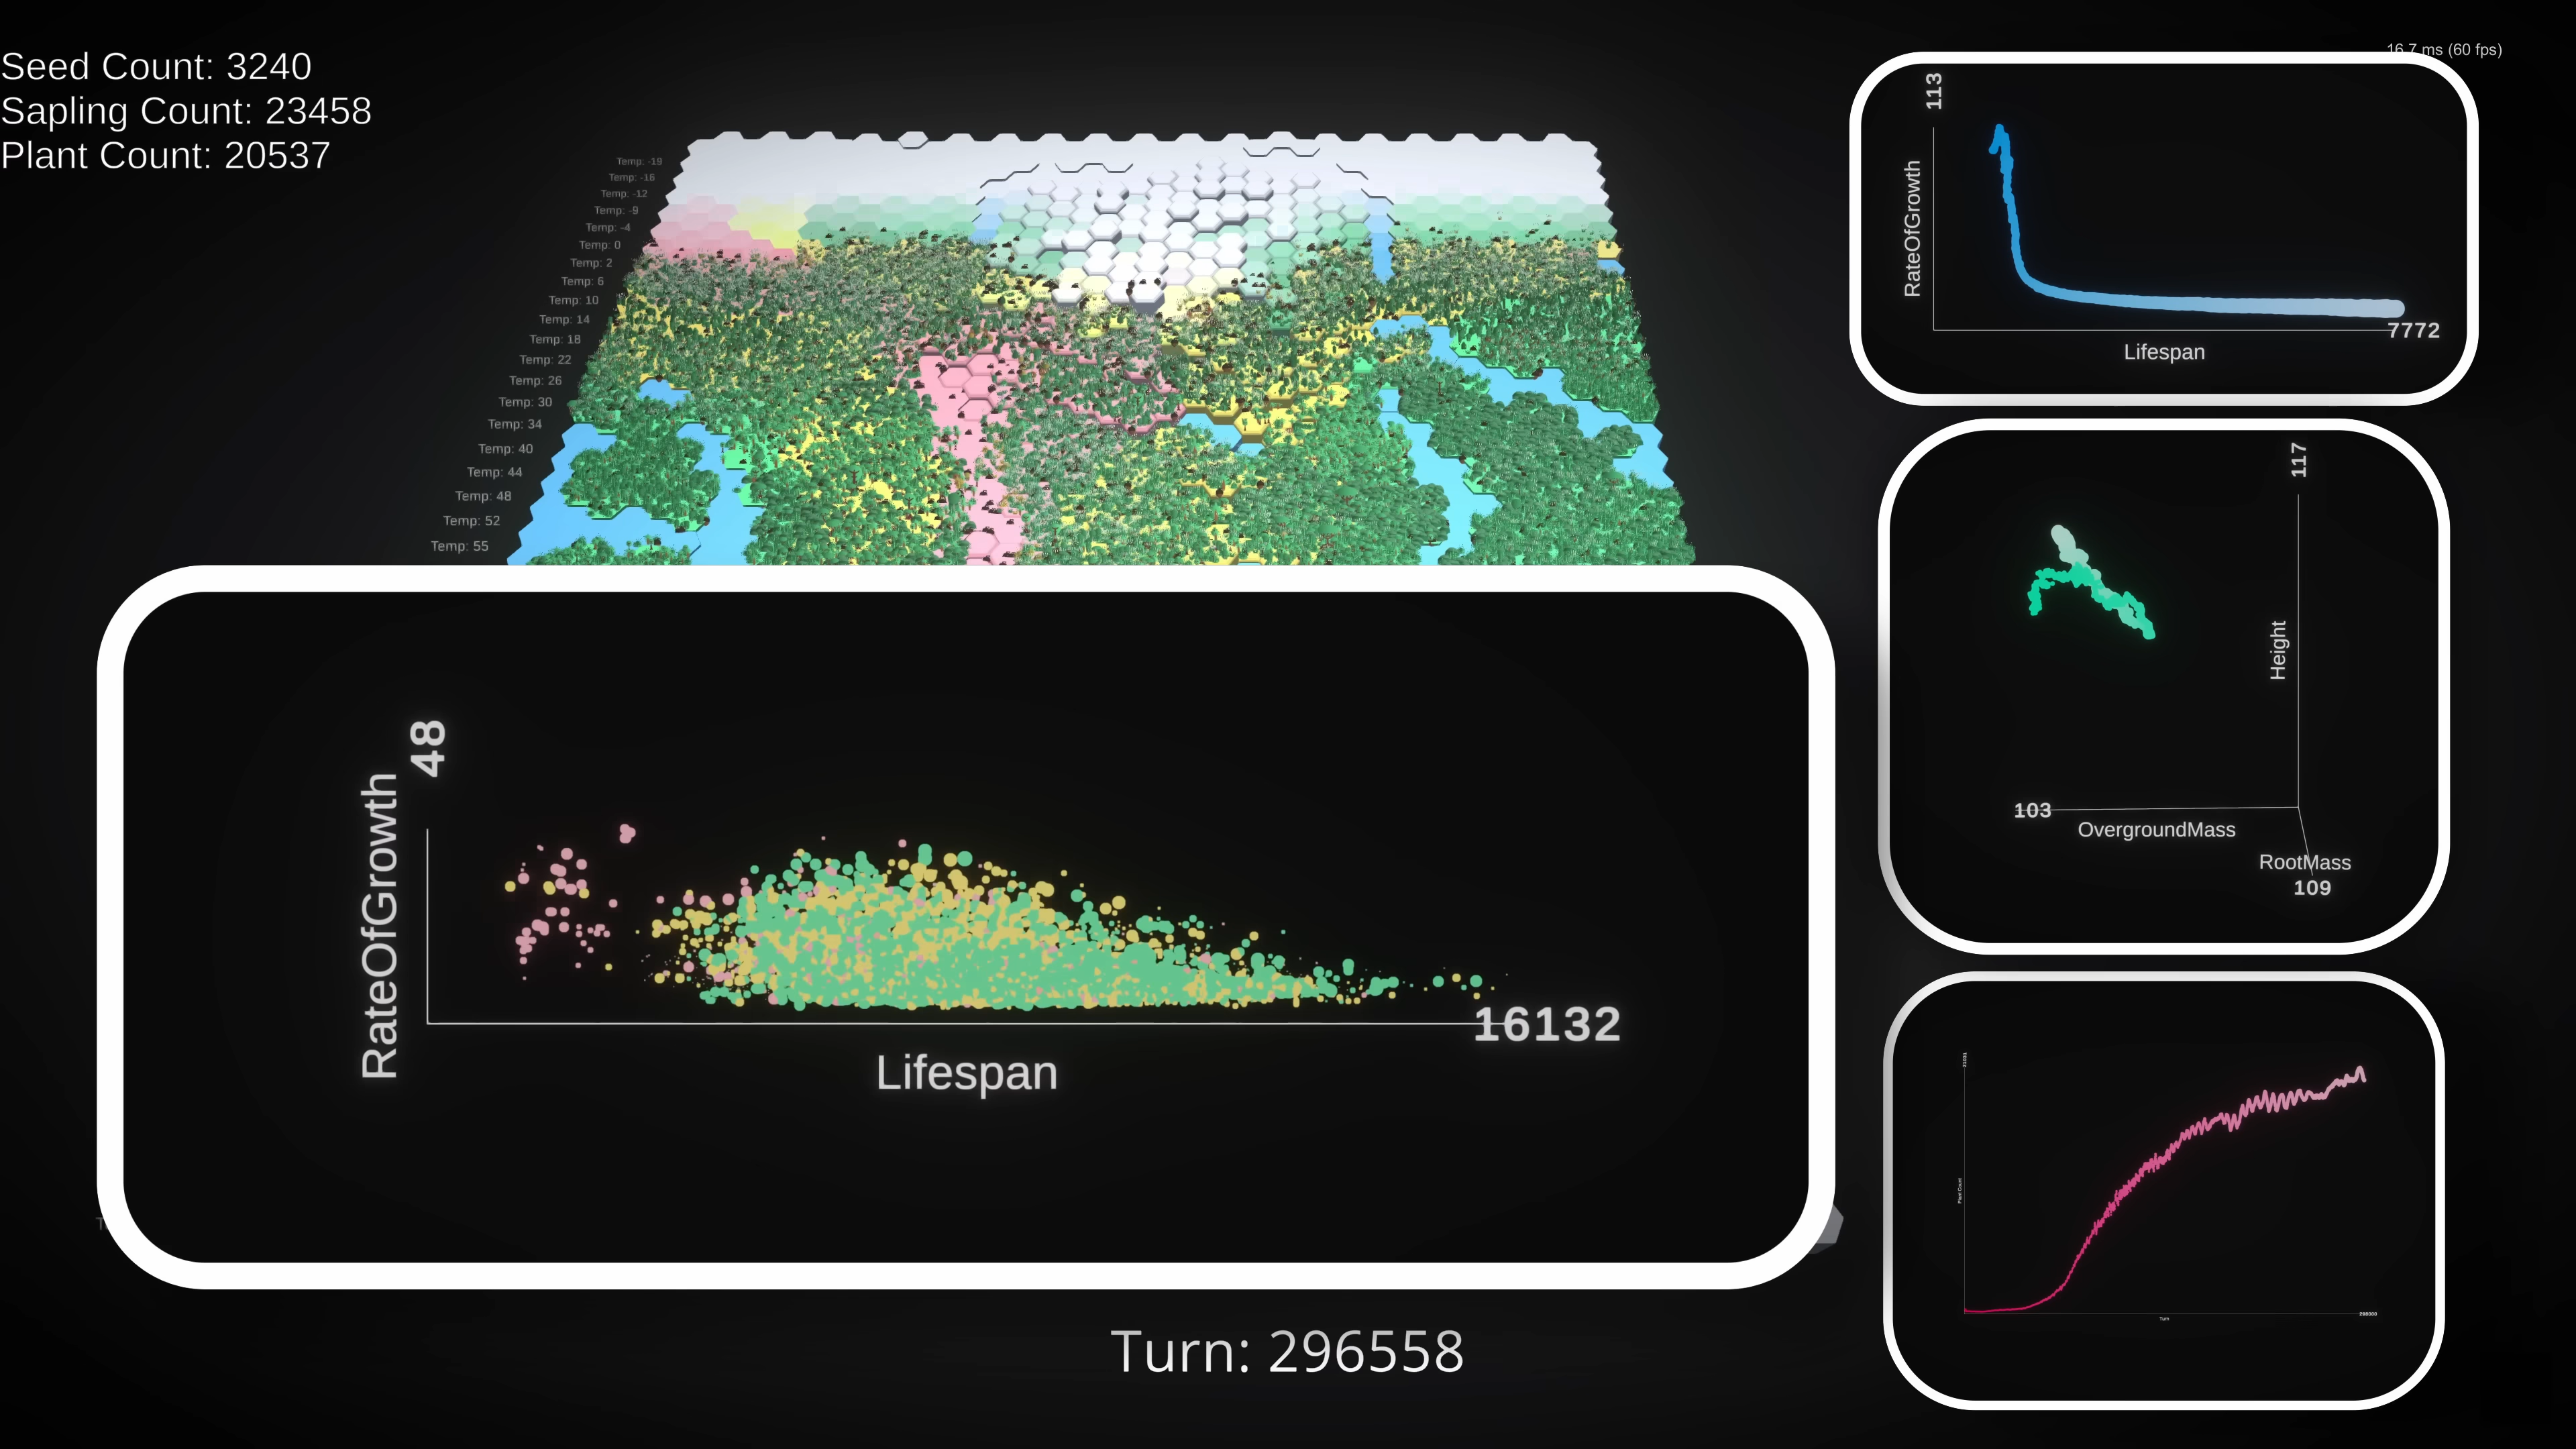 Seed Count: 3240
Sapling Count: 23458
Plant Count: 20537
Temp: -19
Temp: -16
Temp: -12
Temp: -9
Temp: -4
Temp: 0
Temp: 2
Temp: 6
Temp: 10
Temp: 14
Temp: 18
Temp: 22
Temp: 26
Temp: 30
Temp: 34
Temp: 40
Temp: 44
Temp: 48
Temp: 52
Temp: 55
48
RateOfGrowth
16132
Lifespan
Turn: 296558
16.7 ms (60 fps)
113
RateOfGrowth
7772
Lifespan
117
Height
103
OvergroundMass
RootMass
109
Plant Count
Turn